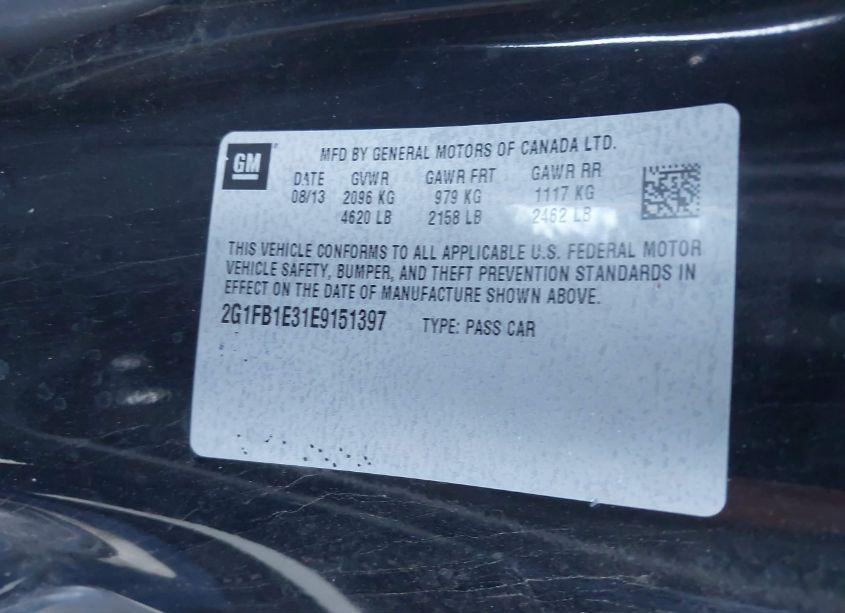 GM
MFD BY GENERAL MOTORS OF CANADA LTD.
DATE GVWR GAWR FRT GAWR RR
08/13 2096 KG 979 KG 1117 KG
4620 LB 2158 LB 2462 LB
THIS VEHICLE CONFORMS TO ALL APPLICABLE U.S. FEDERAL MOTOR
VEHICLE SAFETY, BUMPER, AND THEFT PREVENTION STANDARDS IN
EFFECT ON THE DATE OF MANUFACTURE SHOWN ABOVE.
2G1FB1E31E9151397 TYPE: PASS CAR